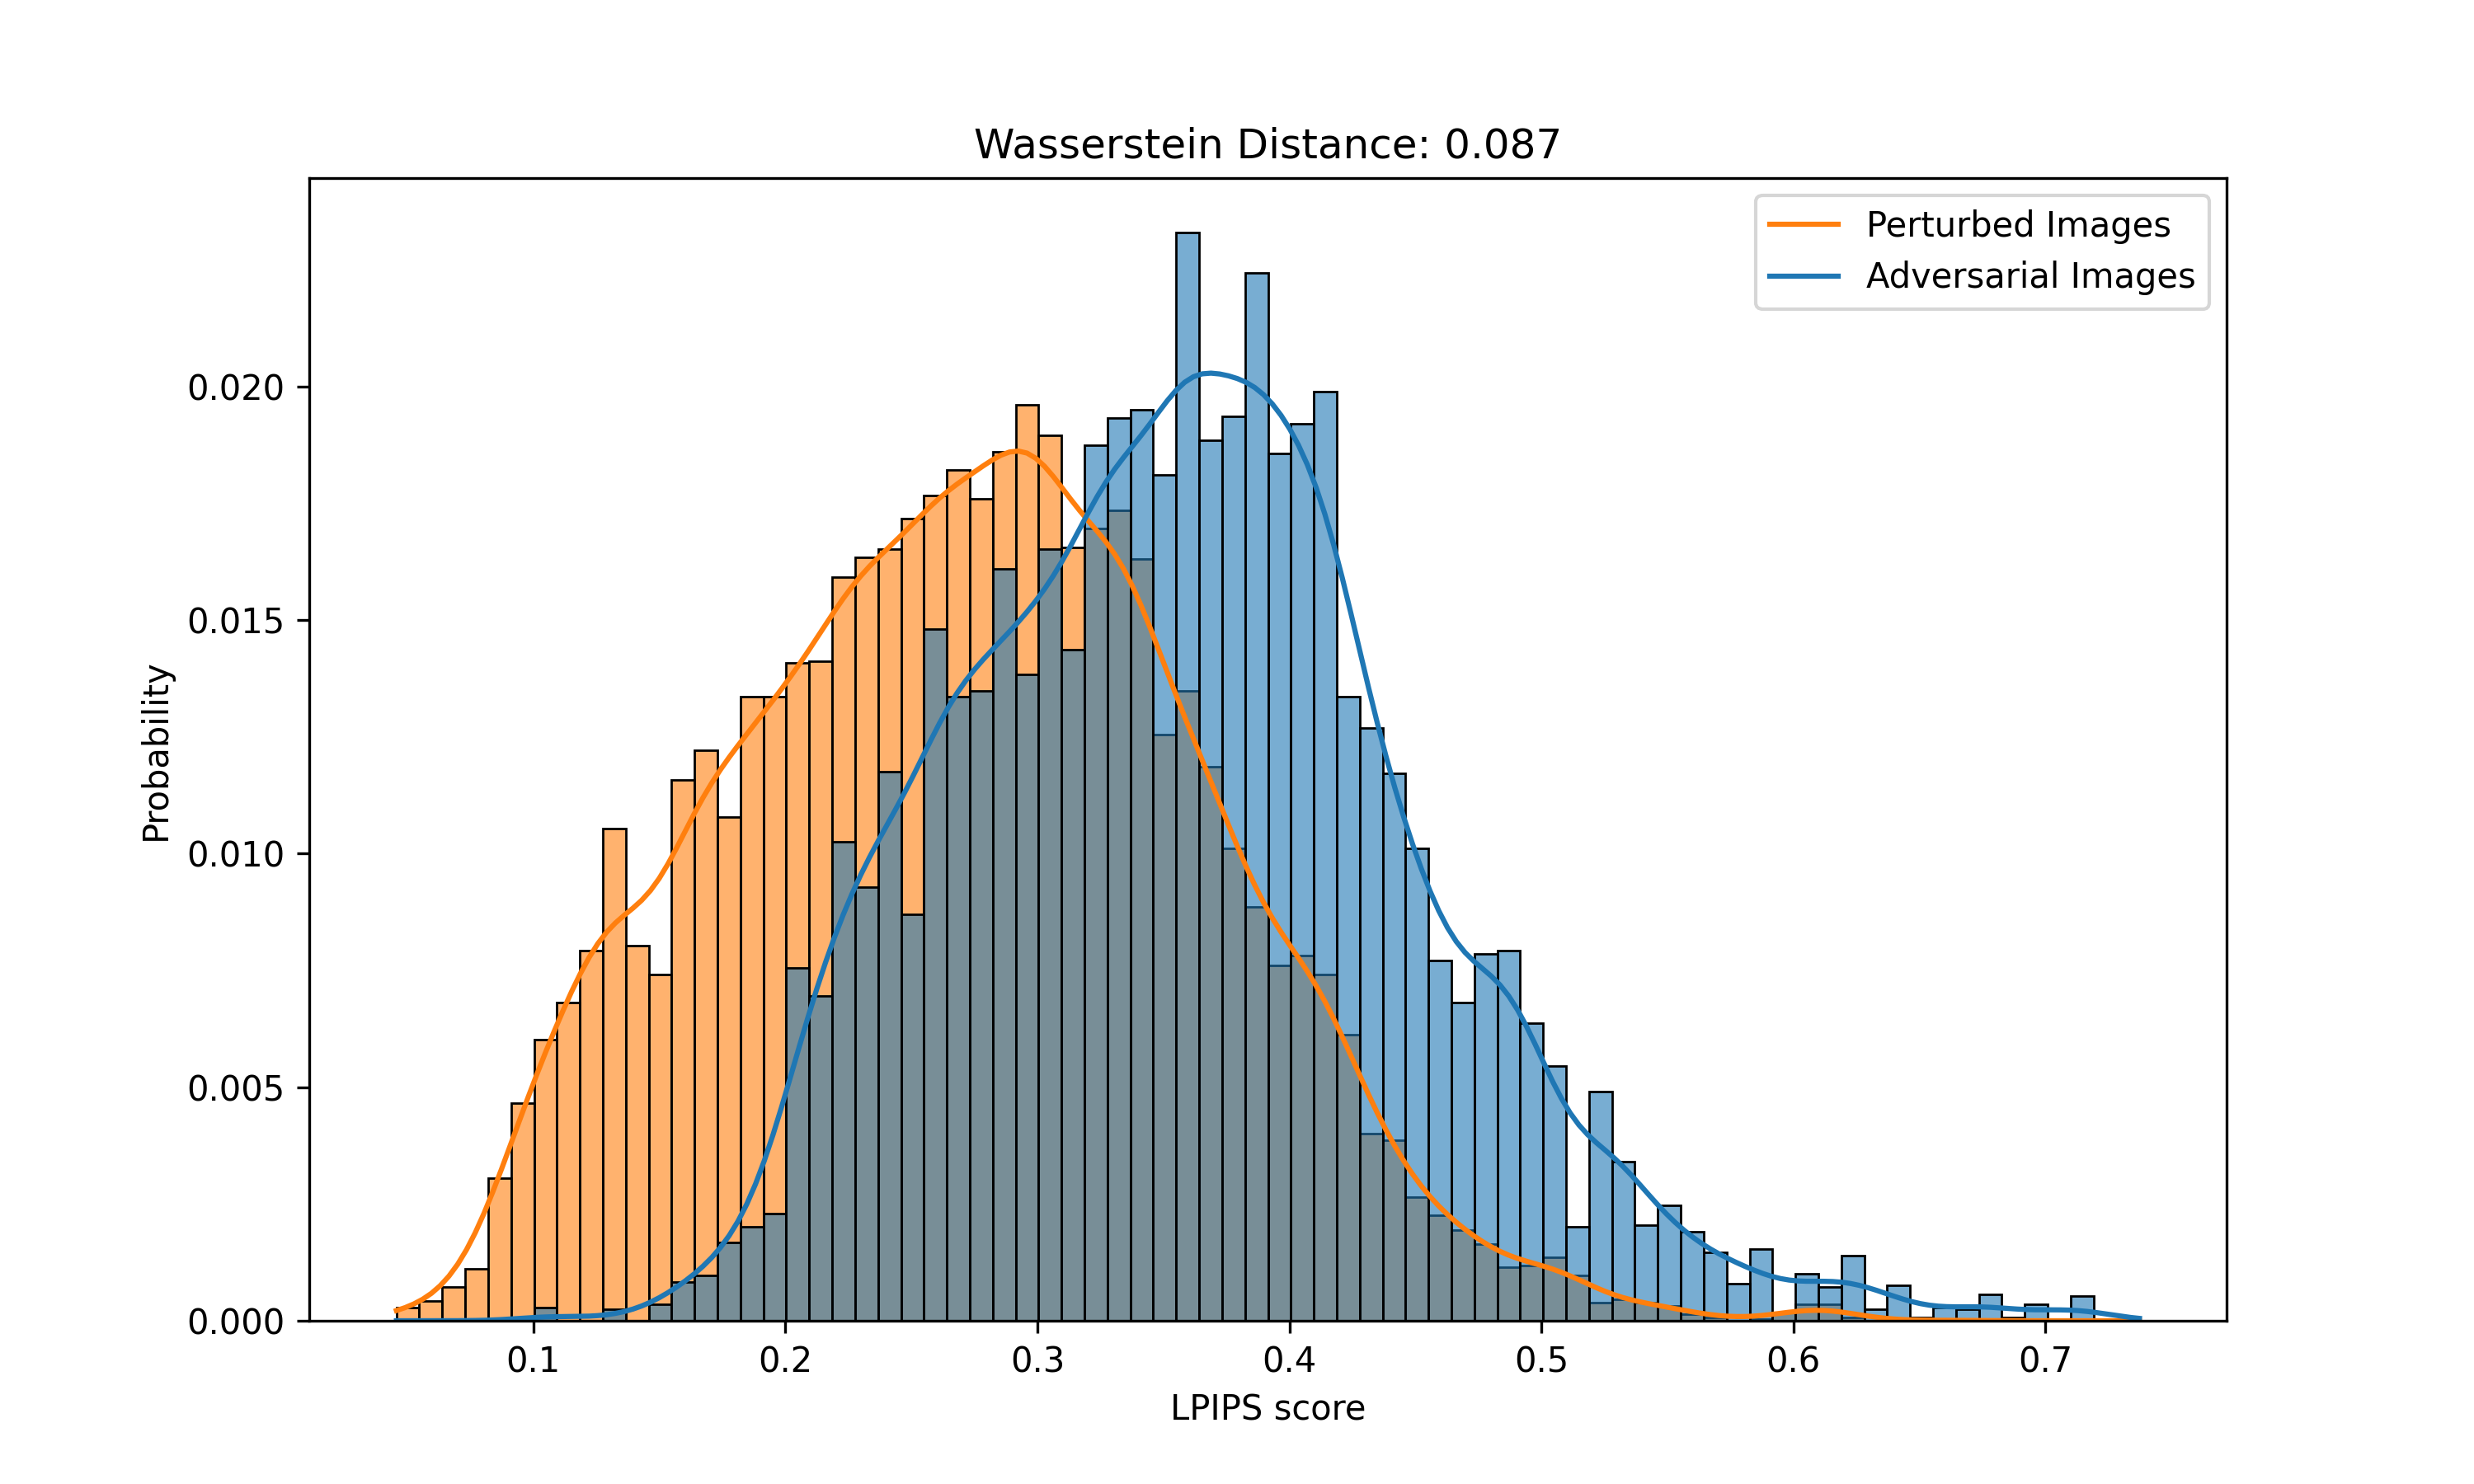 Wasserstein Distance: 0.087
Perturbed Images
Adversarial Images
Probability
0.020
0.015
0.010
0.005
0.000
0.1 0.2 0.3 0.4 0.5 0.6 0.7
LPIPS score